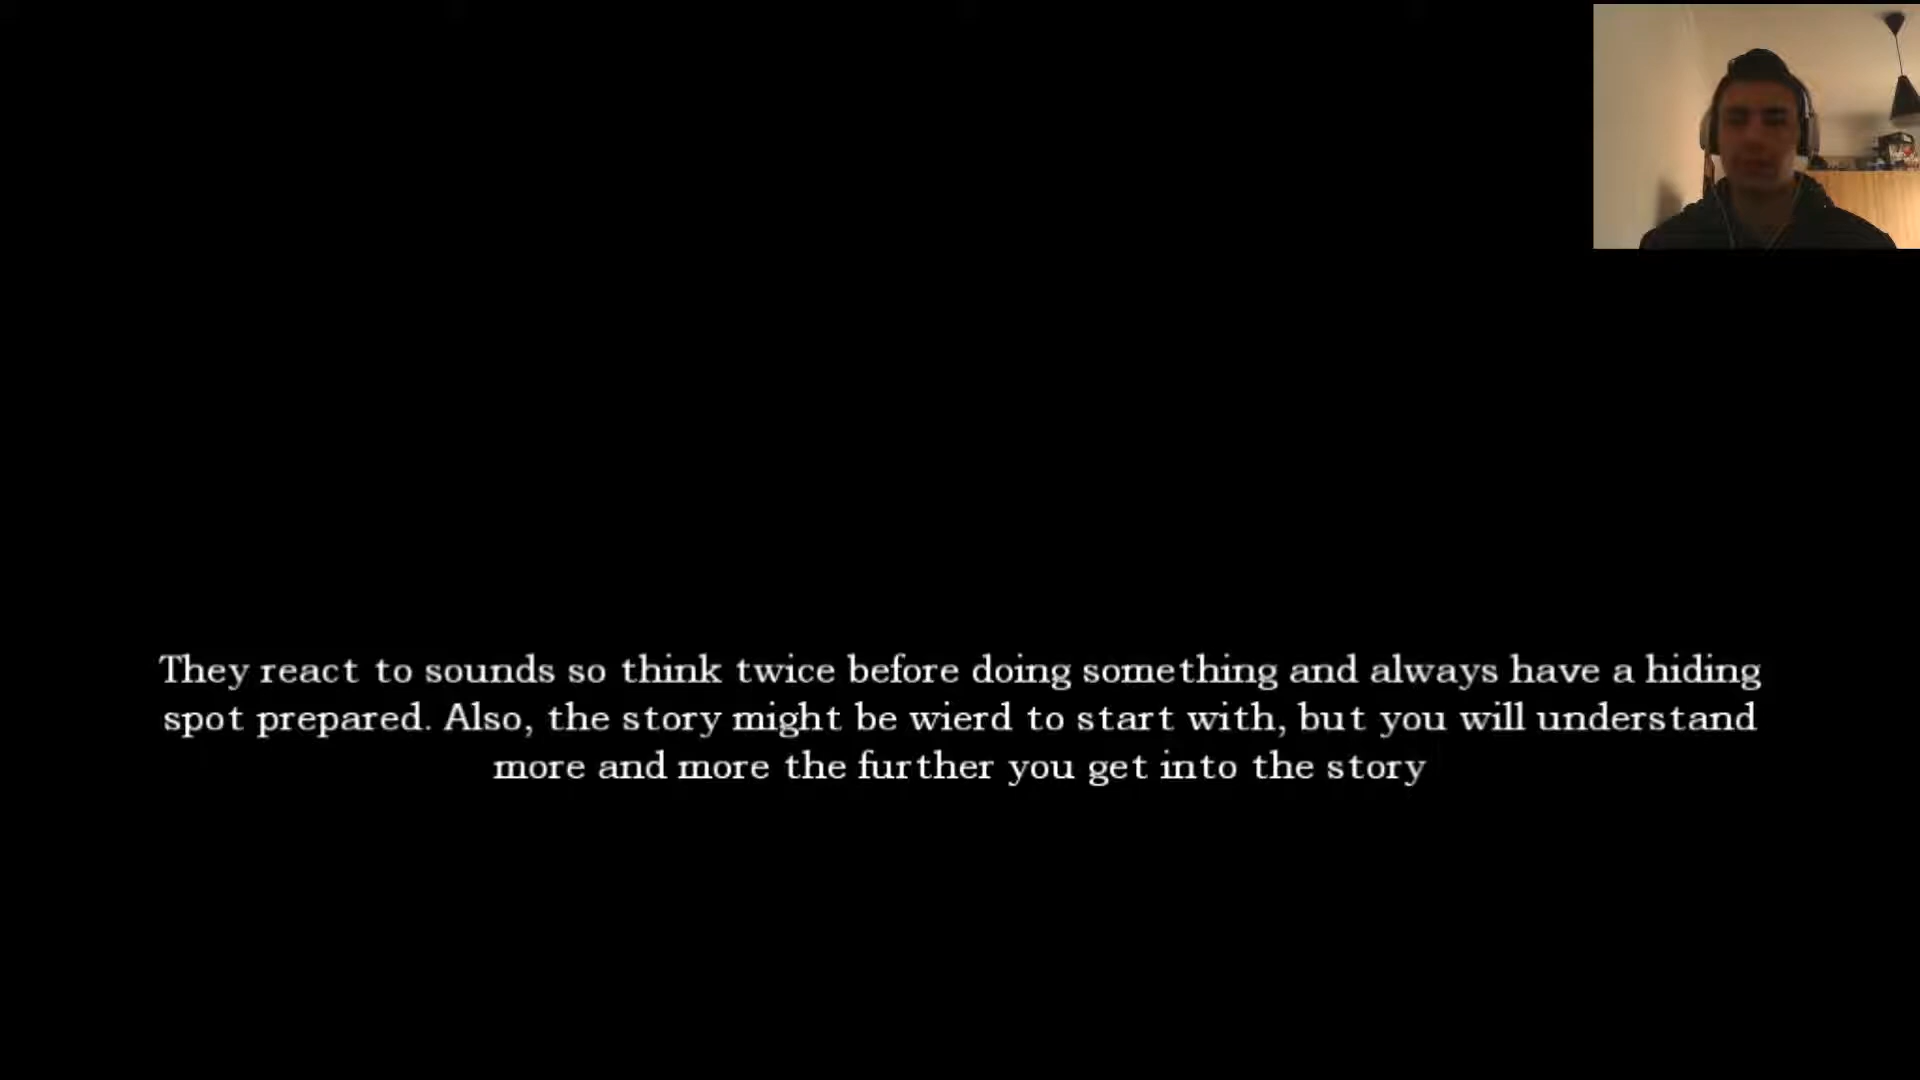 They react to sounds so think twice before doing something and always have a hiding
spot prepared. Also, the story might be wierd to start with, but you will understand
more and more the further you get into the story